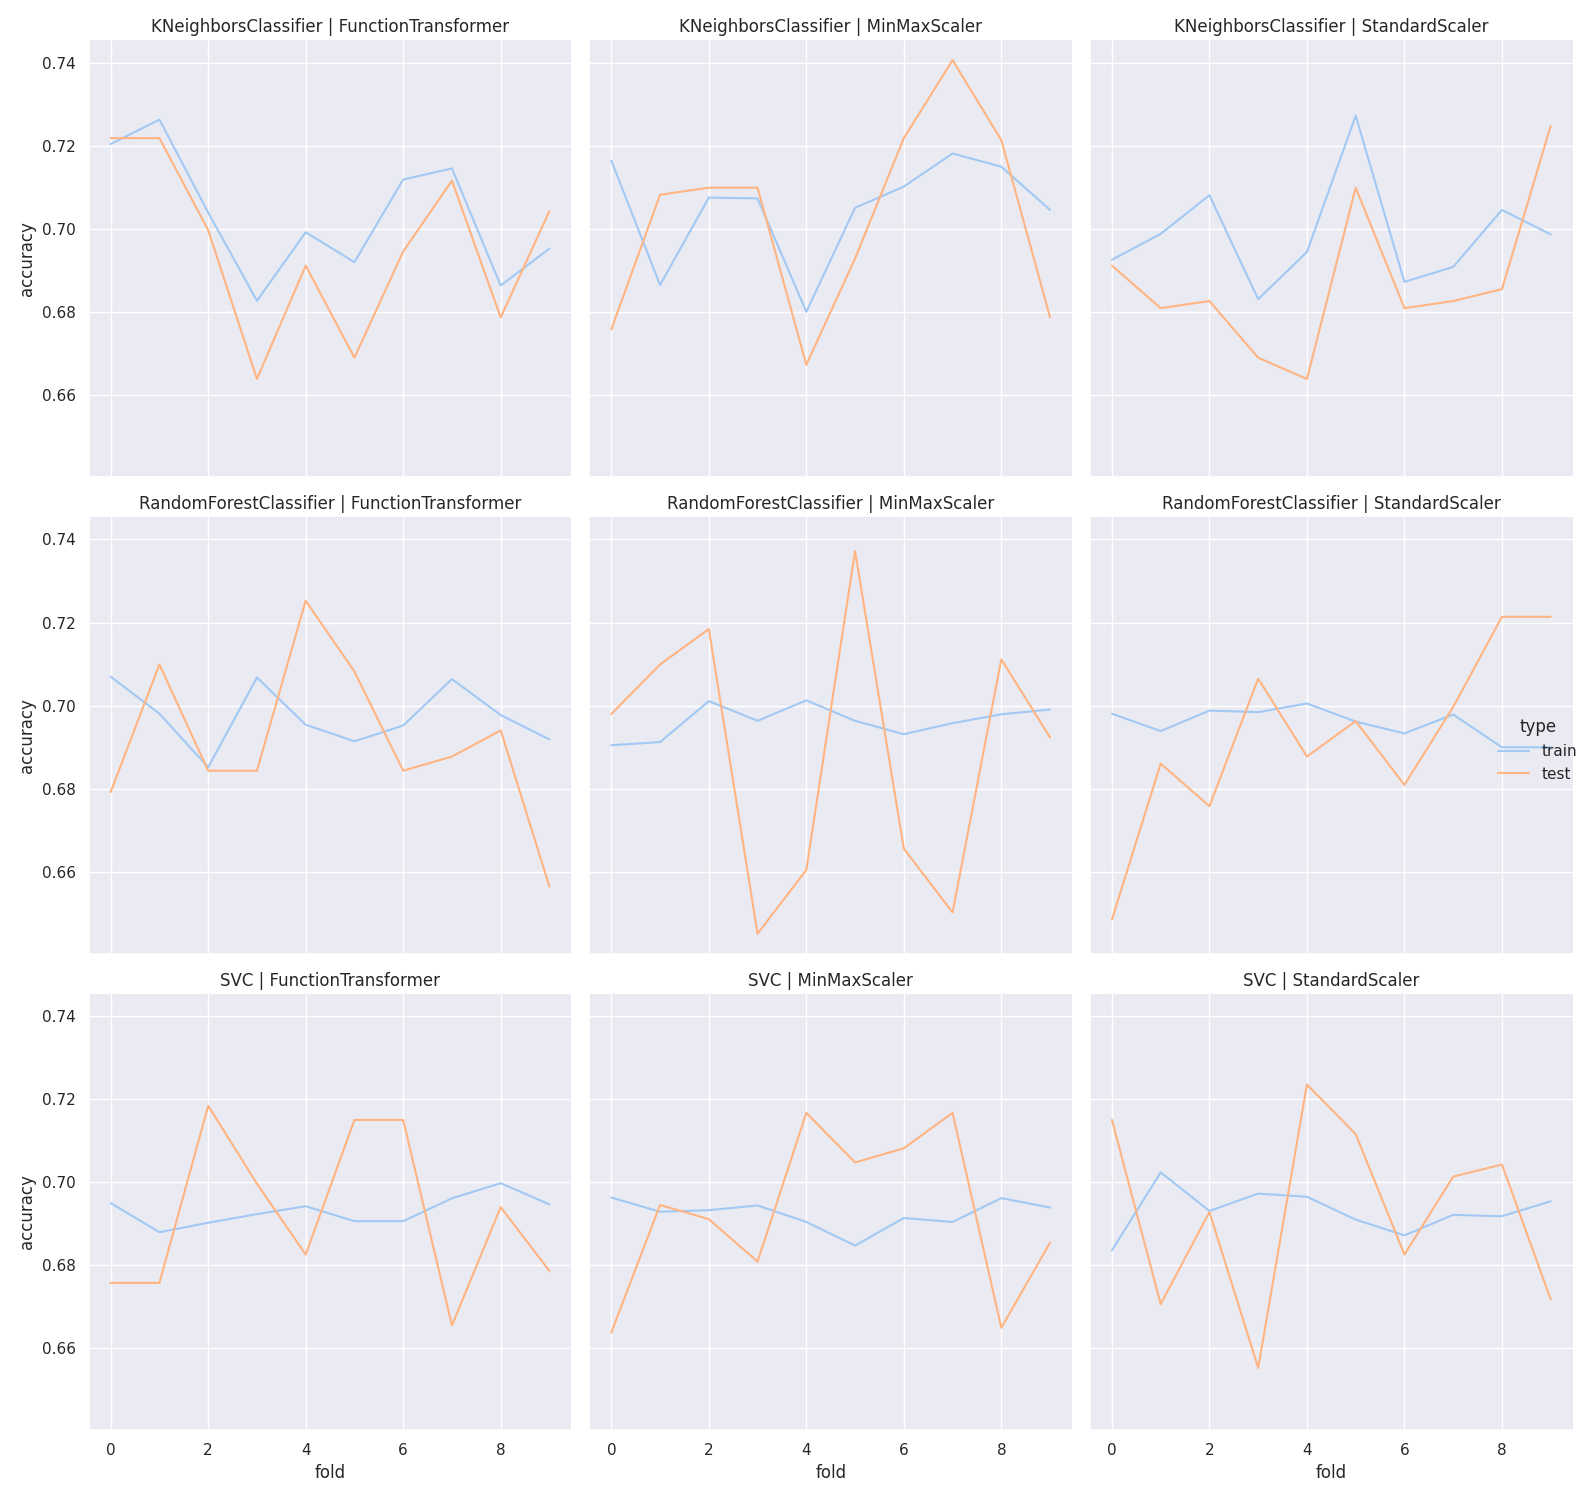 KNeighborsClassifier | FunctionTransformer
KNeighborsClassifier | MinMaxScaler
KNeighborsClassifier | StandardScaler
0.74
0.72
0.70
0.68
0.66
accuracy
RandomForestClassifier | FunctionTransformer
RandomForestClassifier | MinMaxScaler
RandomForestClassifier | StandardScaler
0.74
0.72
0.70
0.68
0.66
accuracy
type
train
test
SVC | FunctionTransformer
SVC | MinMaxScaler
SVC | StandardScaler
0.74
0.72
0.70
0.68
0.66
accuracy
0 2 4 6 8
0 2 4 6 8
0 2 4 6 8
fold
fold
fold